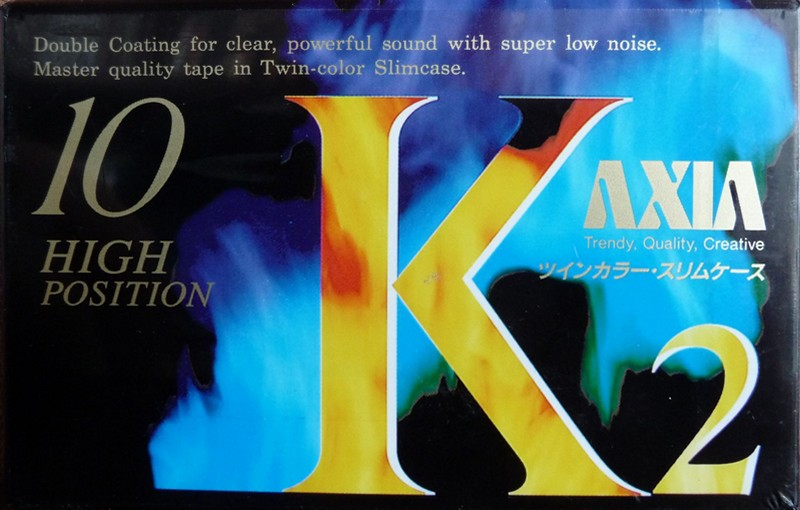 Double Coating for clear, powerful sound with super low noise.
Master quality tape in Twin-color Slimcase.
10
HIGH
POSITION
K2
AXIA
Trendy, Quality, Creative
ツインカラー・スリムケース